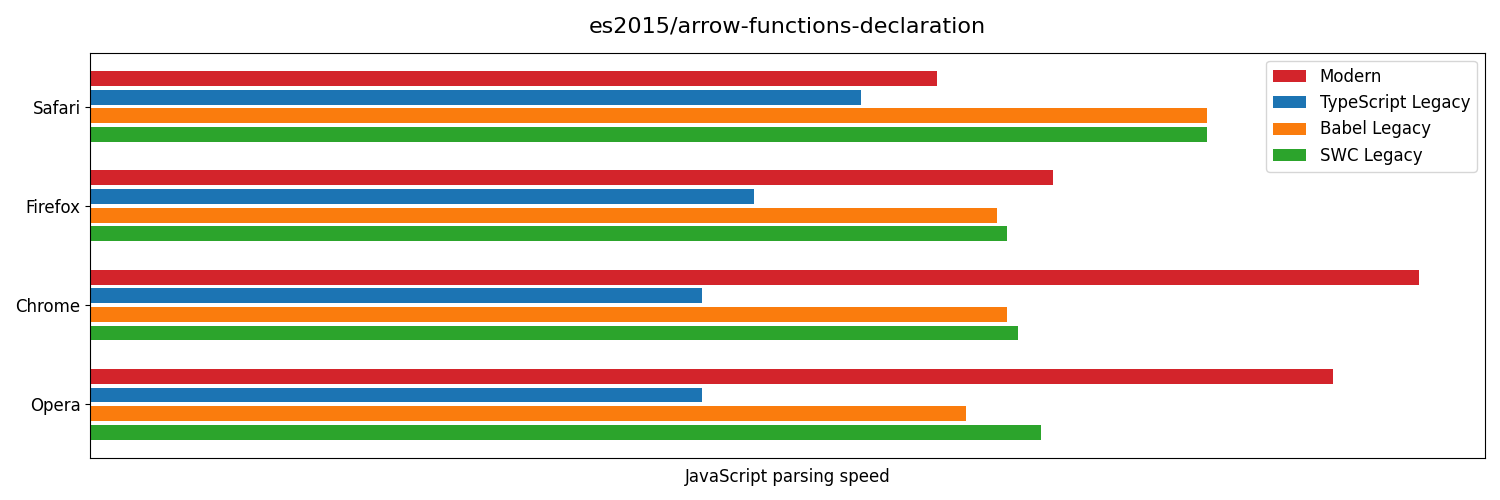 es2015/arrow-functions-declaration
Modern
TypeScript Legacy
Babel Legacy
SWC Legacy
Safari
Firefox
Chrome
Opera
JavaScript parsing speed